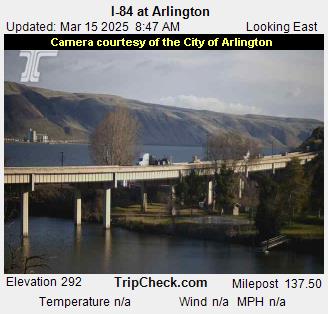 I-84 at Arlington
Updated: Mar 15 2025 8:47 AM Looking East
Camera courtesy of the City of Arlington
Elevation 292 TripCheck.com Milepost 137.50
Temperature n/a Wind n/a MPH n/a